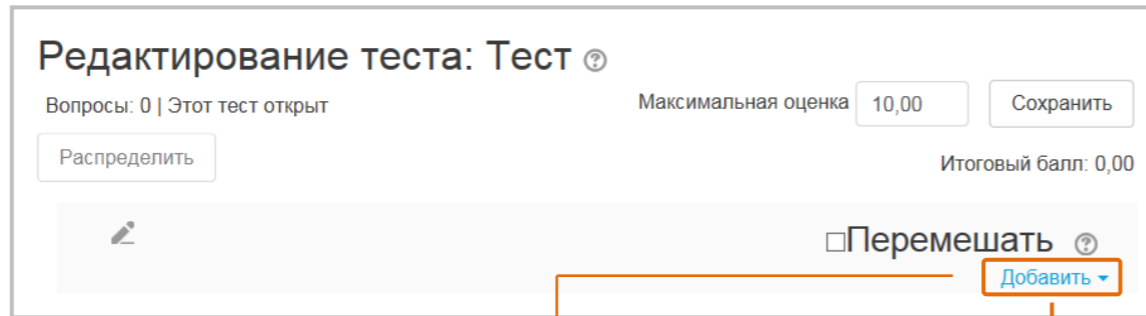 Редактирование теста: Тест
Вопросы: 0 | Этот тест открыт
Максимальная оценка 10,00 Сохранить
Распределить
Итоговый балл: 0,00
Перемешать
Добавить